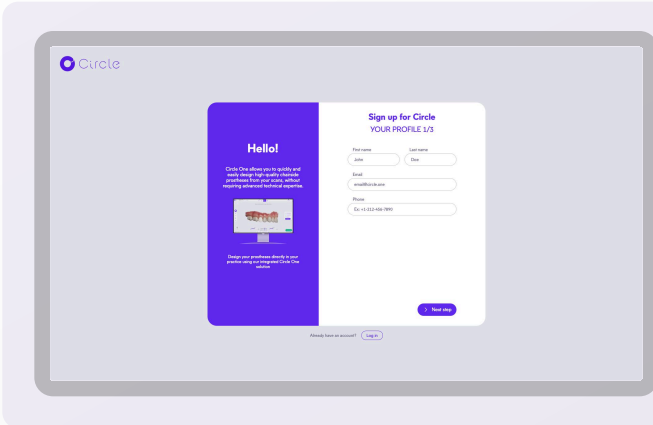 Circle
Hello!
Circle One allows you to quickly and
easily design high-quality chairside
prostheses from your scans, without
requiring advanced technical expertise.
Design your prostheses directly in your
practice using our integrated Circle One
solution
Sign up for Circle
YOUR PROFILE 1/3
First name
Last name
John
Doe
Email
email@circle.one
Phone
Ex: +1-212-456-7890
Next step
Already have an account?
Log in